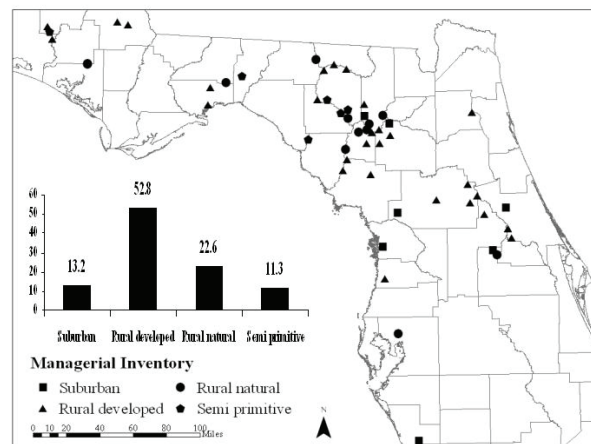 60
50
40
30
20
10
0
13.2
52.8
22.6
11.3
Suburban Rural developed Rural natural Semi primitive
Managerial Inventory
Suburban Rural natural
Rural developed Semi primitive
0 10 20 40 60 80 100
Miles
N